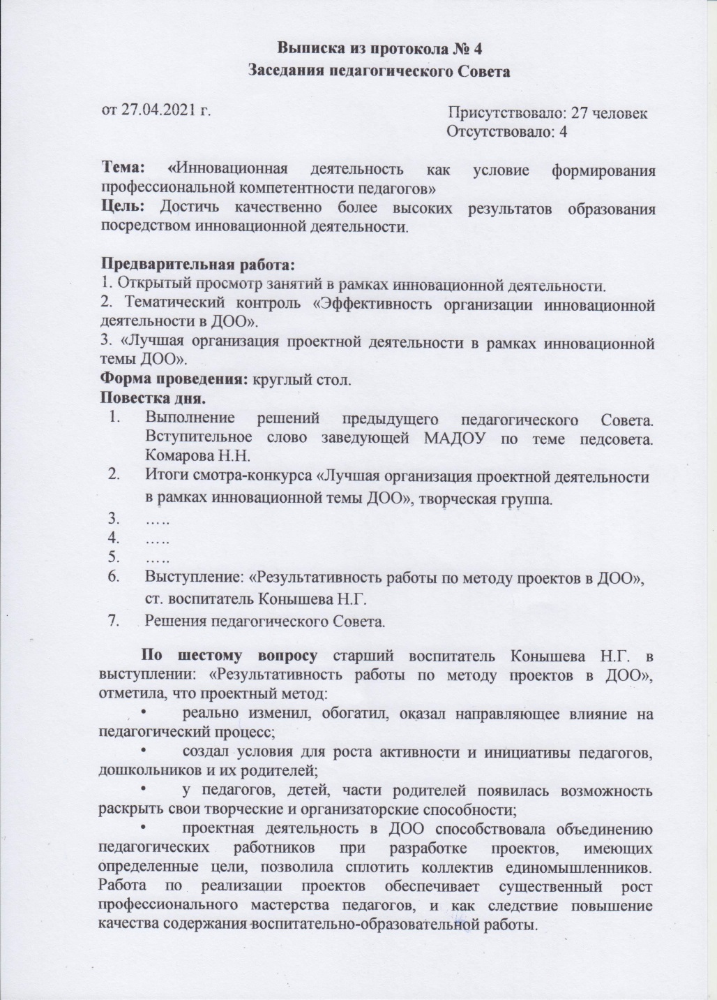 Выписка из протокола № 4
Заседания педагогического Совета
от 27.04.2021 г.
Присутствовало: 27 человек
Отсутствовало: 4
Тема: «Инновационная деятельность как условие формирования
профессиональной компетентности педагогов»
Цель: Достичь качественно более высоких результатов образования
посредством инновационной деятельности.
Предварительная работа:
1. Открытый просмотр занятий в рамках инновационной деятельности.
2. Тематический контроль «Эффективность организации инновационной
деятельности в ДОО».
3. «Лучшая организация проектной деятельности в рамках инновационной
темы ДОО».
Форма проведения: круглый стол.
Повестка дня.
1. Выполнение решений предыдущего педагогического Совета.
Вступительное слово заведующей МАДОУ по теме педсовета.
Комарова Н.Н.
2. Итоги смотра-конкурса «Лучшая организация проектной деятельности
в рамках инновационной темы ДОО», творческая группа.
3. …..
4. …..
5. …..
6. Выступление: «Результативность работы по методу проектов в ДОО»,
ст. воспитатель Конышева Н.Г.
7. Решения педагогического Совета.
По шестому вопросу старший воспитатель Конышева Н.Г. в
выступлении: «Результативность работы по методу проектов в ДОО»,
отметила, что проектный метод:
• реально изменил, обогатил, оказал направляющее влияние на
педагогический процесс;
• создал условия для роста активности и инициативы педагогов,
дошкольников и их родителей;
• у педагогов, детей, части родителей появилась возможность
раскрыть свои творческие и организаторские способности;
• проектная деятельность в ДОО способствовала объединению
педагогических работников при разработке проектов, имеющих
определенные цели, позволила сплотить коллектив единомышленников.
Работа по реализации проектов обеспечивает существенный рост
профессионального мастерства педагогов, и как следствие повышение
качества содержания воспитательно-образовательной работы.